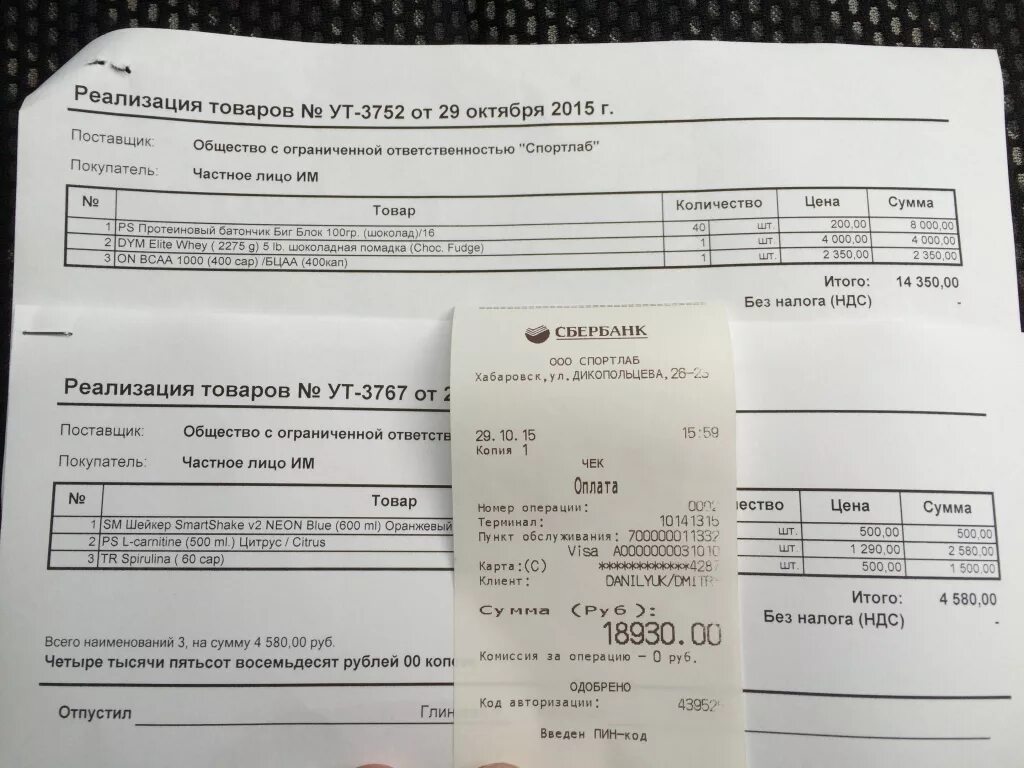 Реализация товаров № УТ-3752 от 29 октября 2015 г.
Поставщик: Общество с ограниченной ответственностью "Спортлаб"
Покупатель: Частное лицо ИМ
№ Товар Количество Цена Сумма
1 PS Протеиновый батончик Биг Блок 100гр. (шоколад)/16 40 шт. 200,00 8 000,00
2 DYM Elite Whey ( 2275 g) 5 lb. шоколадная помадка (Choc. Fudge) 1 шт. 4 000,00 4 000,00
3 ON BCAA 1000 (400 cap) /БЦАА (400кап) 1 шт. 2 350,00 2 350,00
Итого: 14 350,00
Без налога (НДС) -
Реализация товаров № УТ-3767 от
Поставщик: Общество с ограниченной
Покупатель: Частное лицо ИМ
№ Товар Цена Сумма
1 SM Шейкер SmartShake v2 NEON Blue (600 ml) Оранжевый шт. 500,00 500,00
2 PS L-carnitine (500 ml.) Цитрус / Citrus шт. 1 290,00 2 580,00
3 TR Spirulina ( 60 cap) шт. 500,00 1 500,00
Итого: 4 580,00
Без налога (НДС) -
Всего наименований 3, на сумму 4 580,00 руб.
Четыре тысячи пятьсот восемьдесят рублей 00
Отпустил
СБЕРБАНК
ООО СПОРТЛАБ
Хабаровск,ул.ДИКОПОЛЬЦЕВА,26-
29.10.15 15:59
Копия 1
ЧЕК
Оплата
Номер операции:
Терминал: 10141315
Пункт обслуживания: 700000011332
Visa A0000000031010
Карта:(C) ************4287
Клиент: DANILYUK/DMITR
Сумма (Руб):
18930.00
Комиссия за операцию - 0 руб.
ОДОБРЕНО
Код авторизации:
Введен ПИН-код